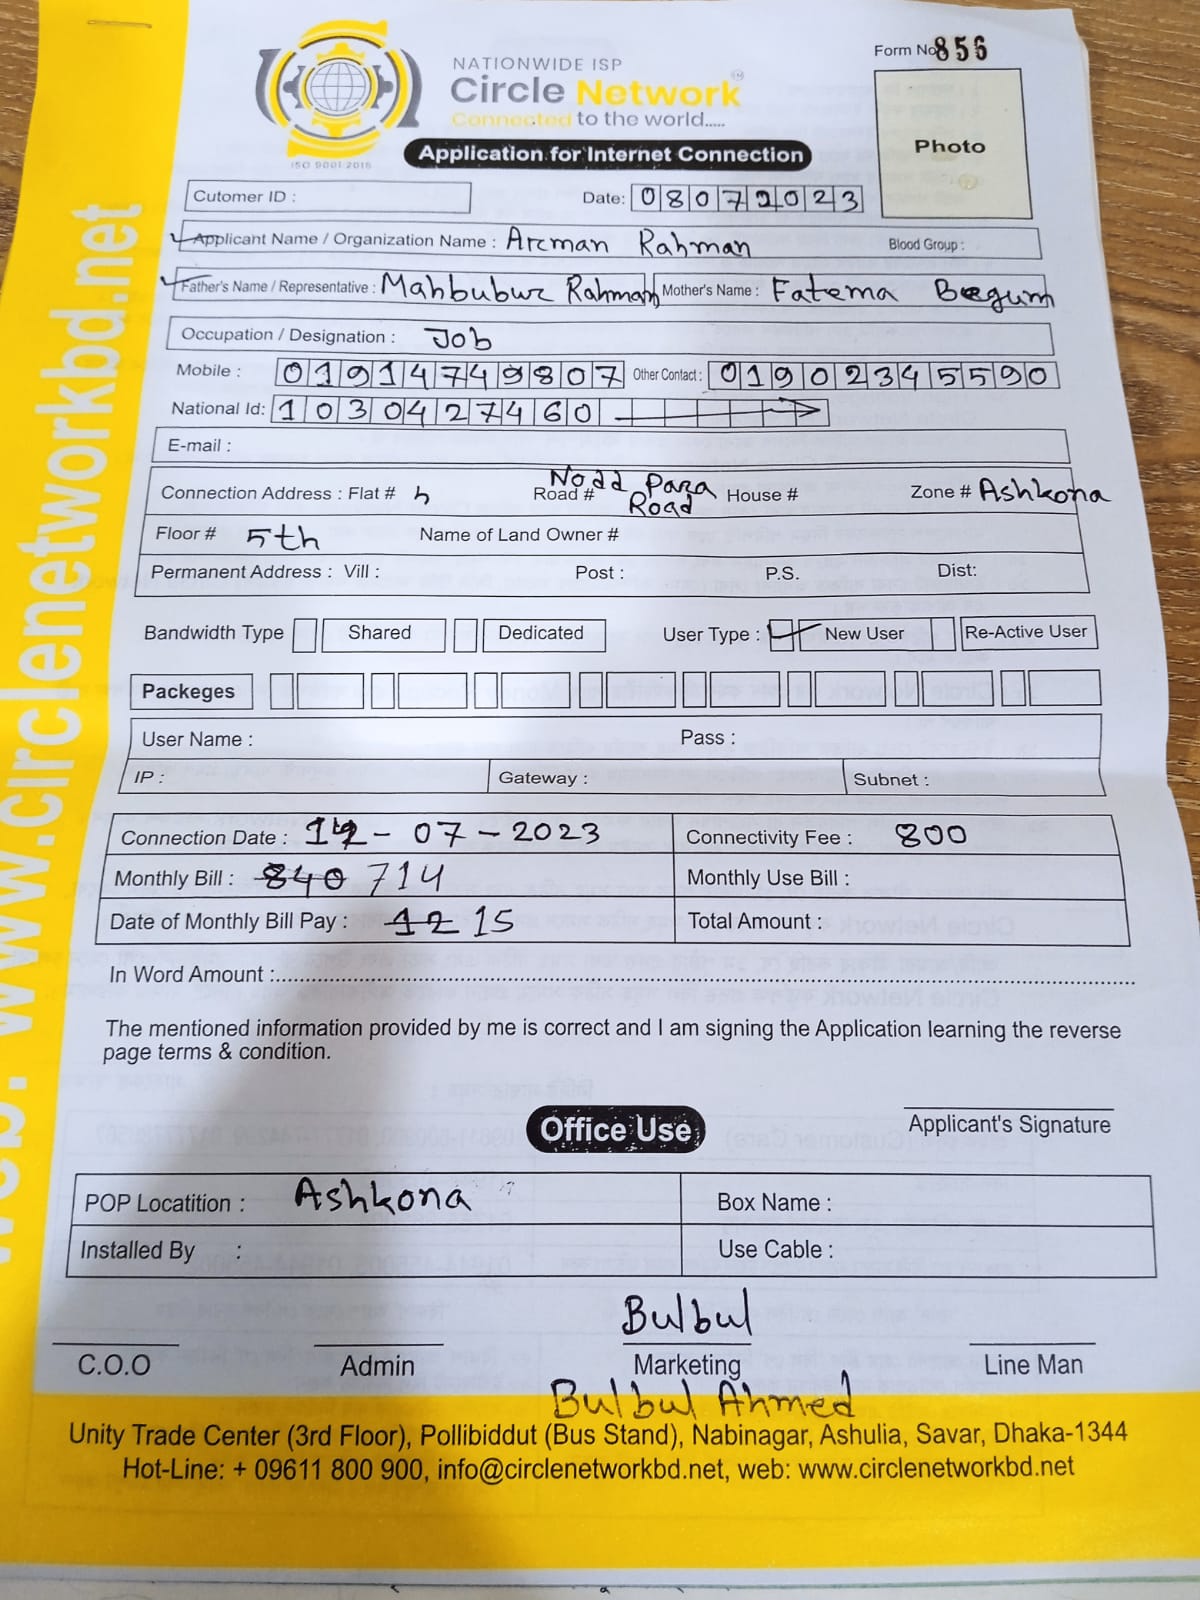 Form No 856
NATIONWIDE ISP
Circle Network
Connected to the world.....
ISO 9001:2015
Application for Internet Connection
Photo
Cutomer ID :
Date: 08072023
Applicant Name / Organization Name : Arman Rahman
Blood Group :
Father's Name / Representative : Mahbubur Rahman Mother's Name : Fatema Begum
Occupation / Designation : Job
Mobile : 01914749807 Other Contact : 01902345590
National Id: 1030427460
E-mail :
Connection Address : Flat # Road # Nodda Para Road House # Zone # Ashkona
Floor # 5th Name of Land Owner #
Permanent Address : Vill : Post : P.S. Dist:
Bandwidth Type Shared Dedicated User Type : New User Re-Active User
Packeges
User Name : Pass :
IP : Gateway : Subnet :
Connection Date : - 07 - 2023 Connectivity Fee : 800
Monthly Bill : 840 714 Monthly Use Bill :
Date of Monthly Bill Pay : 12 15 Total Amount :
In Word Amount :
The mentioned information provided by me is correct and I am signing the Application learning the reverse
page terms & condition.
Applicant's Signature
Office Use
POP Locatition : Ashkona Box Name :
Installed By : Use Cable :
Bulbul
C.O.O Admin Marketing Line Man
Bulbul Ahmed
Unity Trade Center (3rd Floor), Pollibiddut (Bus Stand), Nabinagar, Ashulia, Savar, Dhaka-1344
Hot-Line: + 09611 800 900, info@circlenetworkbd.net, web: www.circlenetworkbd.net
web: www.circlenetworkbd.net